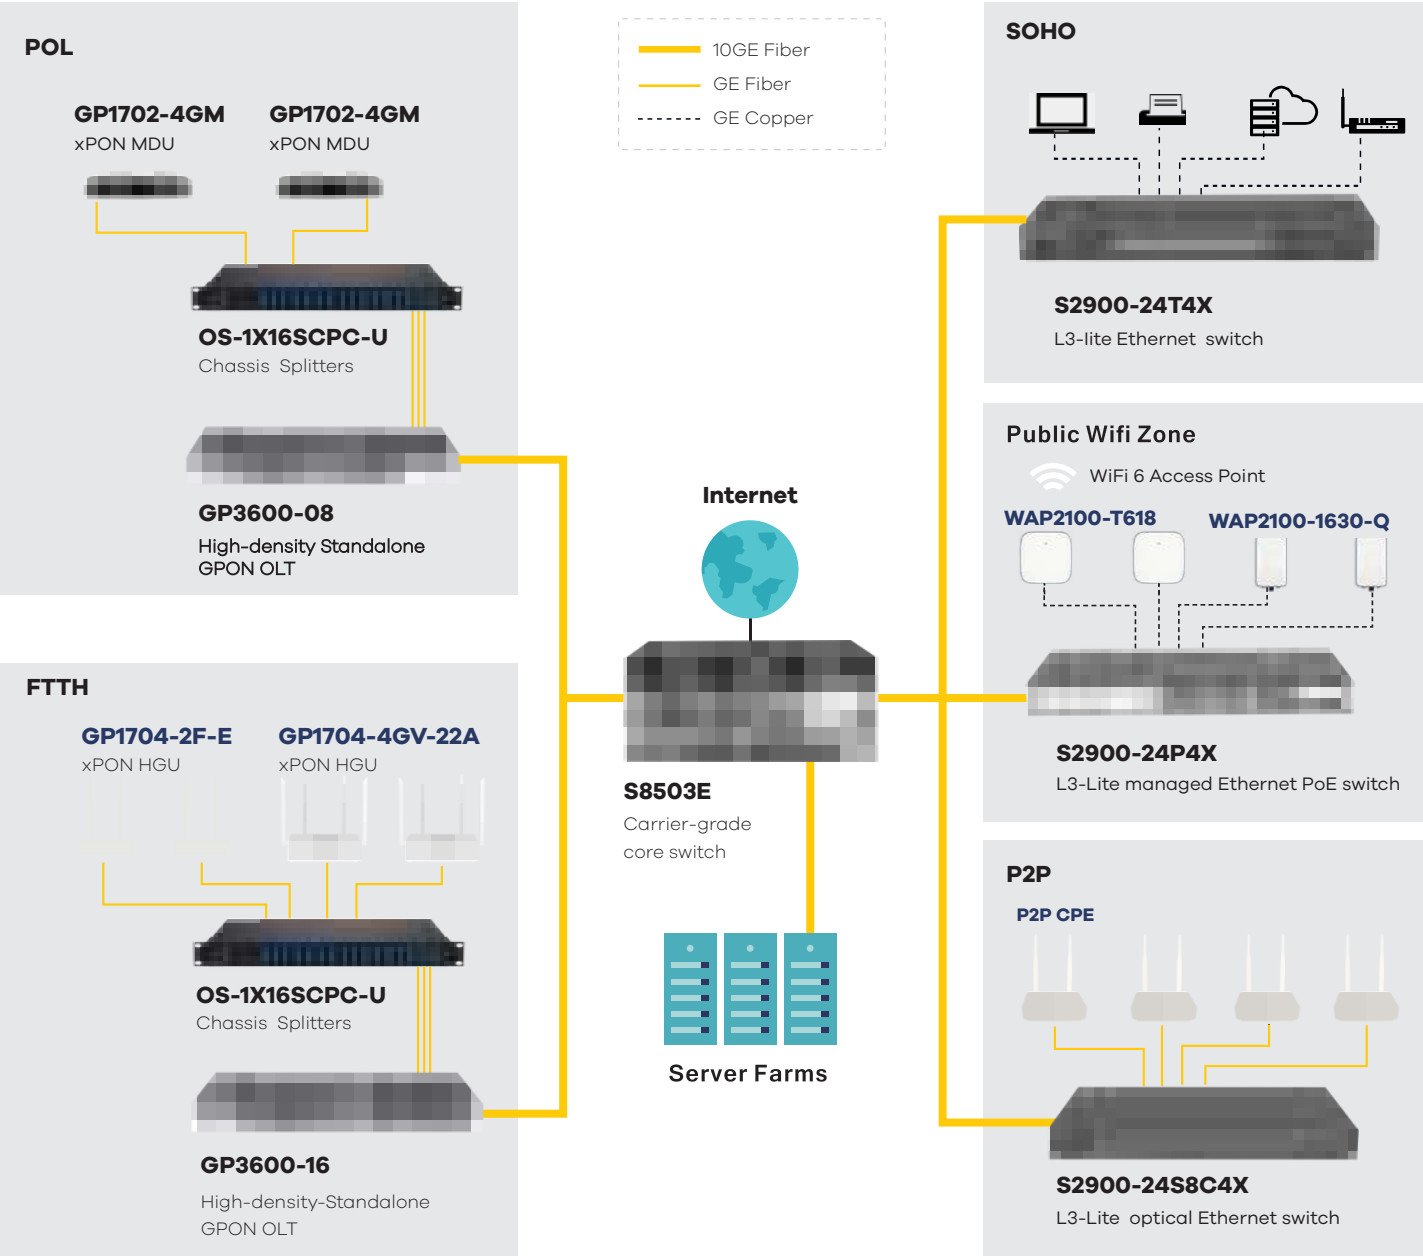 POL
GP1702-4GM
xPON MDU
GP1702-4GM
xPON MDU
OS-1X16SCPC-U
Chassis Splitters
GP3600-08
High-density Standalone
GPON OLT
FTTH
GP1704-2F-E
xPON HGU
GP1704-4GV-22A
xPON HGU
OS-1X16SCPC-U
Chassis Splitters
GP3600-16
High-density-Standalone
GPON OLT
10GE Fiber
GE Fiber
GE Copper
Internet
S8503E
Carrier-grade
core switch
Server Farms
SOHO
S2900-24T4X
L3-lite Ethernet switch
Public Wifi Zone
WiFi 6 Access Point
WAP2100-T618
WAP2100-1630-Q
S2900-24P4X
L3-Lite managed Ethernet PoE switch
P2P
P2P CPE
S2900-24S8C4X
L3-Lite optical Ethernet switch